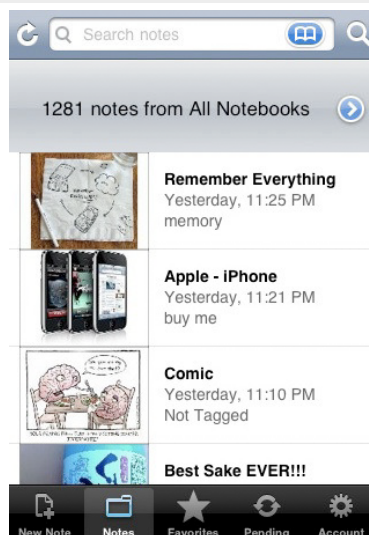 Search notes
1281 notes from All Notebooks
Remember Everything
Yesterday, 11:25 PM
memory
Apple - iPhone
Yesterday, 11:21 PM
buy me
Comic
Yesterday, 11:10 PM
Not Tagged
Best Sake EVER!!!
New Note Notes Favorites Pending Account